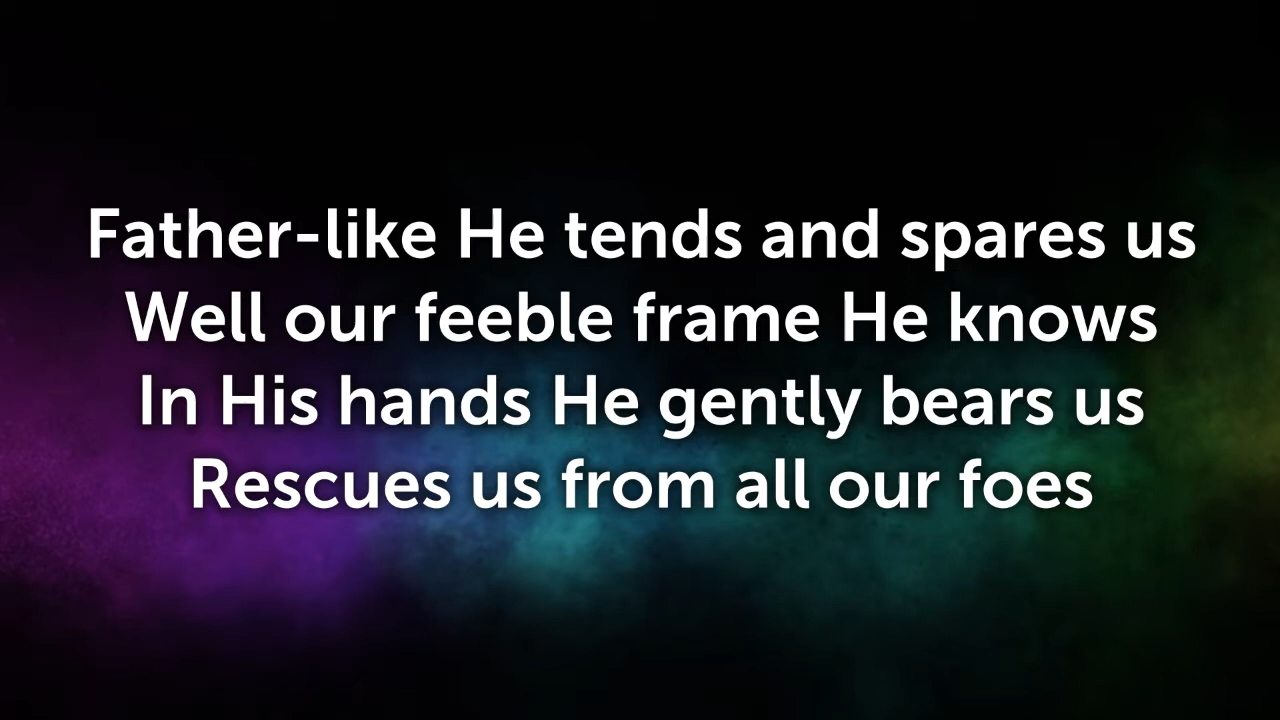 Father-like He tends and spares us
Well our feeble frame He knows
In His hands He gently bears us
Rescues us from all our foes